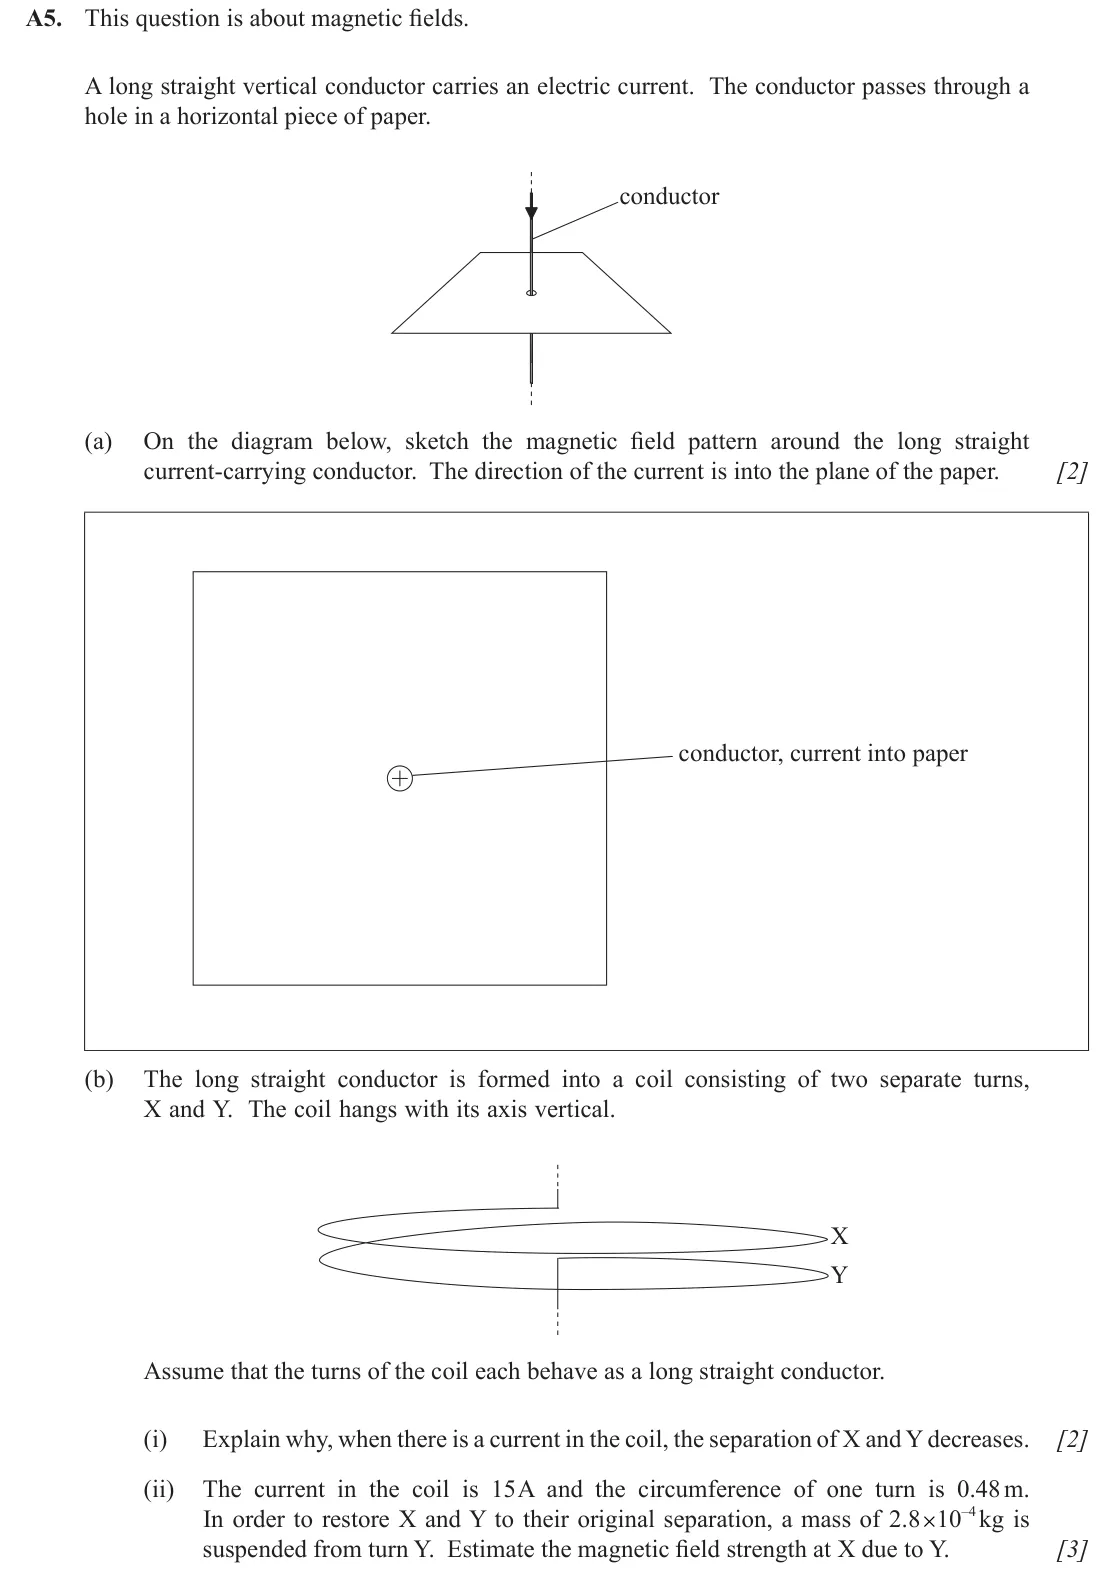 A5. This question is about magnetic fields.
A long straight vertical conductor carries an electric current. The conductor passes through a
hole in a horizontal piece of paper.
conductor
(a) On the diagram below, sketch the magnetic field pattern around the long straight
current-carrying conductor. The direction of the current is into the plane of the paper. [2]
conductor, current into paper
(b) The long straight conductor is formed into a coil consisting of two separate turns,
X and Y. The coil hangs with its axis vertical.
X
Y
Assume that the turns of the coil each behave as a long straight conductor.
(i) Explain why, when there is a current in the coil, the separation of X and Y decreases. [2]
(ii) The current in the coil is 15A and the circumference of one turn is 0.48m.
In order to restore X and Y to their original separation, a mass of 2.8×10⁻⁴kg is
suspended from turn Y. Estimate the magnetic field strength at X due to Y. [3]